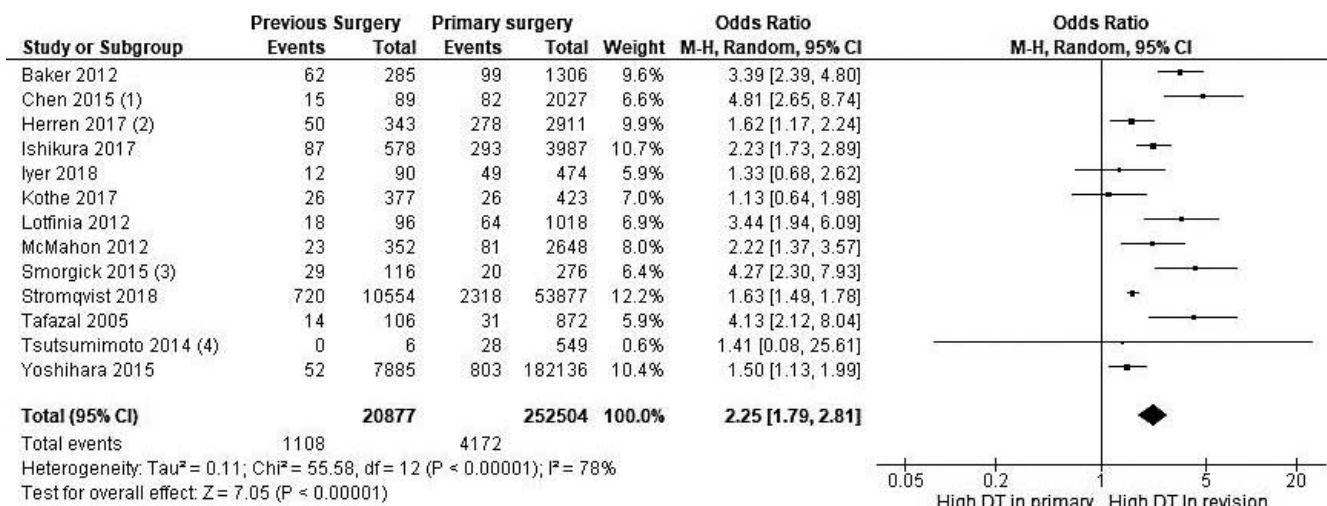 Previous Surgery Primary surgery Odds Ratio Odds Ratio
Study or Subgroup Events Total Events Total Weight M-H, Random, 95% CI M-H, Random, 95% CI
Baker 2012 62 285 99 1306 9.6% 3.39 [2.39, 4.80]
Chen 2015 (1) 15 89 82 2027 6.6% 4.81 [2.65, 8.74]
Herren 2017 (2) 50 343 278 2911 9.9% 1.62 [1.17, 2.24]
Ishikura 2017 87 578 293 3987 10.7% 2.23 [1.73, 2.89]
Iyer 2018 12 90 49 474 5.9% 1.33 [0.68, 2.62]
Kothe 2017 26 377 26 423 7.0% 1.13 [0.64, 1.98]
Lotfinia 2012 18 96 64 1018 6.9% 3.44 [1.94, 6.09]
McMahon 2012 23 352 81 2648 8.0% 2.22 [1.37, 3.57]
Smorgick 2015 (3) 29 116 20 276 6.4% 4.27 [2.30, 7.93]
Stromqvist 2018 720 10554 2318 53877 12.2% 1.63 [1.49, 1.78]
Tafazal 2005 14 106 31 872 5.9% 4.13 [2.12, 8.04]
Tsutsumimoto 2014 (4) 0 6 28 549 0.6% 1.41 [0.08, 25.61]
Yoshihara 2015 52 7885 803 182136 10.4% 1.50 [1.13, 1.99]
Total (95% CI) 20877 252504 100.0% 2.25 [1.79, 2.81]
Total events 1108 4172
Heterogeneity: Tau² = 0.11; Chi² = 55.58, df = 12 (P < 0.00001); I² = 78%
Test for overall effect: Z = 7.05 (P < 0.00001)
0.05 0.2 1 5 20
High DT in primary High DT In revision